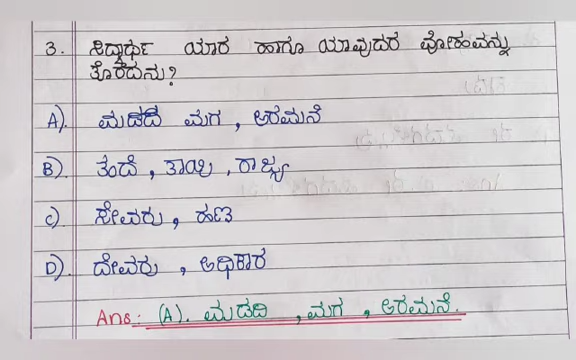 3. ಸಿದ್ಧಾರ್ಥ ಯಾರ ಹಾಗೂ ಯಾವುದರ ವೋಹವನ್ನು
ತೊರೆದನು?
A). ಮಡದಿ ಮಗ, ಅರಮನೆ
B). ತಂದೆ, ತಾಯಿ, ರಾಜ್ಯ
C) ಸೇವಕರು, ಹಣ
D). ದೇವರು, ಅಧಿಕಾರ
Ans: (A). ಮಡದಿ, ಮಗ, ಅರಮನೆ.